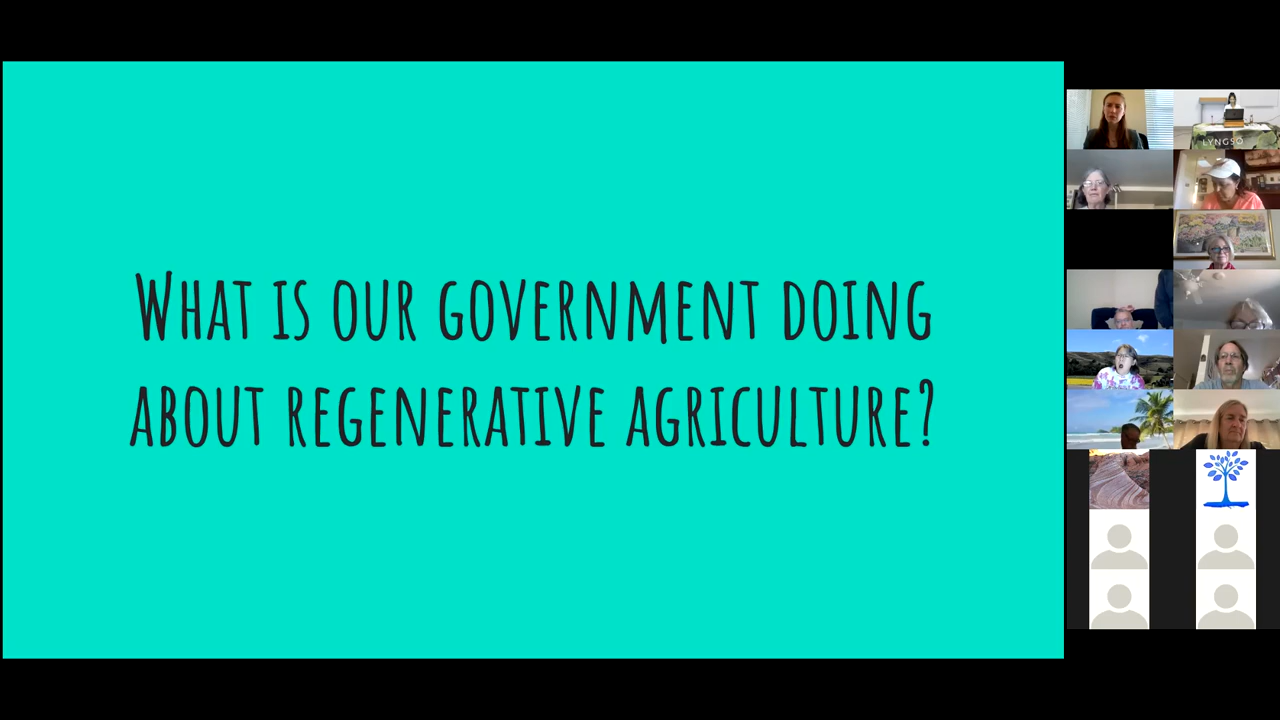 What is our government doing
about regenerative agriculture?
LYNGSO